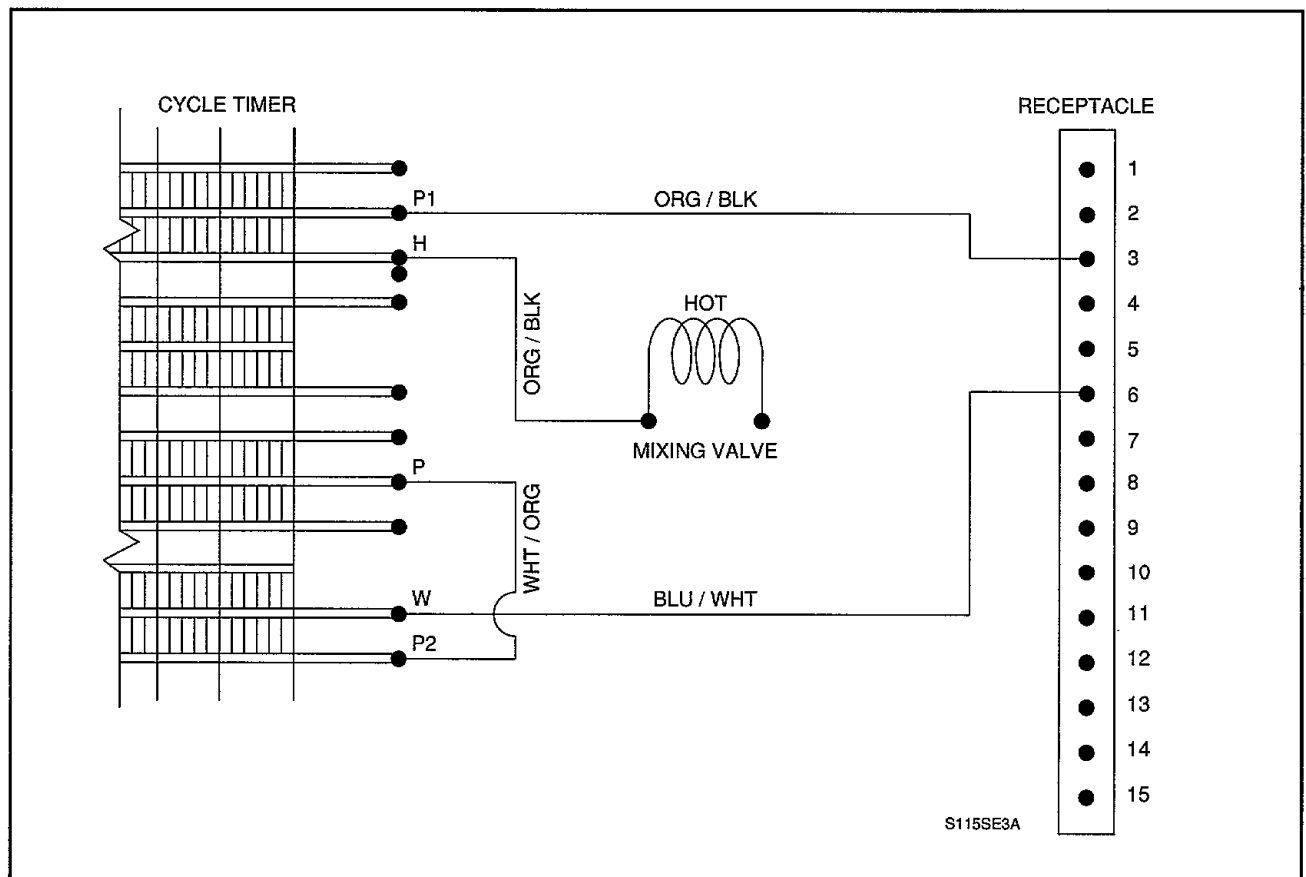 CYCLE TIMER
RECEPTACLE
1
P1
ORG / BLK
2
H
3
ORG / BLK
HOT
4
5
6
MIXING VALVE
7
P
8
WHT / ORG
9
10
W
BLU / WHT
11
P2
12
13
14
15
S115SE3A